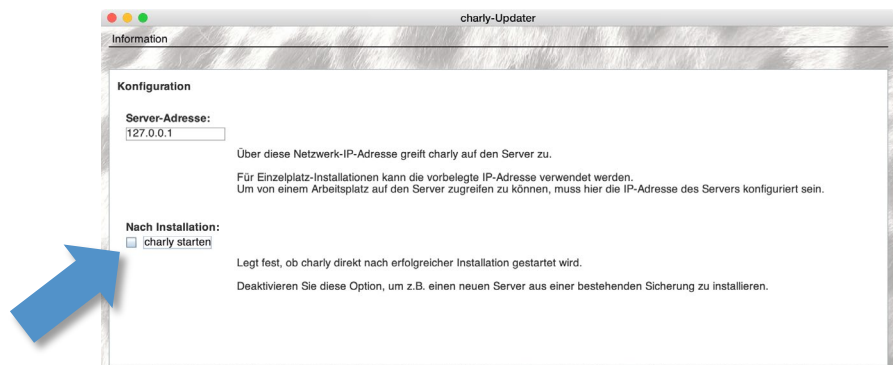 charly-Updater
Information
Konfiguration
Server-Adresse:
127.0.0.1
Über diese Netzwerk-IP-Adresse greift charly auf den Server zu.
Für Einzelplatz-Installationen kann die vorbelegte IP-Adresse verwendet werden.
Um von einem Arbeitsplatz auf den Server zugreifen zu können, muss hier die IP-Adresse des Servers konfiguriert sein.
Nach Installation:
charly starten
Legt fest, ob charly direkt nach erfolgreicher Installation gestartet wird.
Deaktivieren Sie diese Option, um z.B. einen neuen Server aus einer bestehenden Sicherung zu installieren.